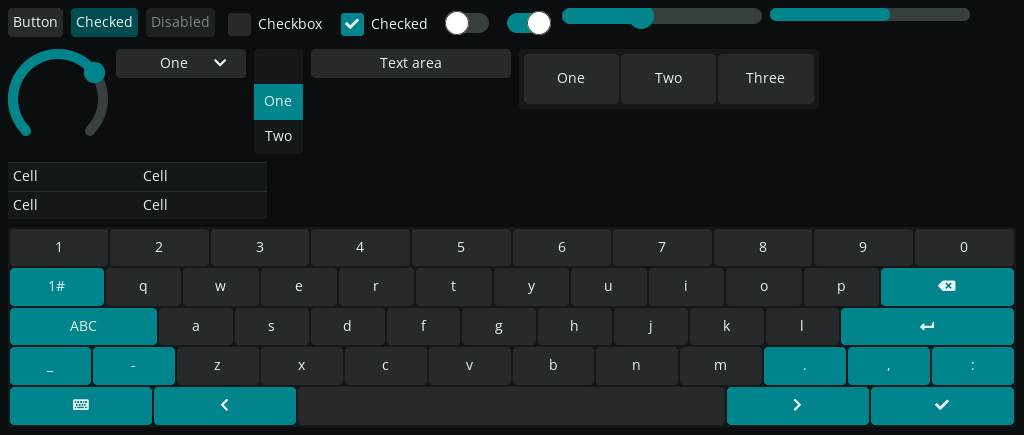 Button Checked Disabled Checkbox Checked
One One Two Text area One Two Three
Cell Cell
Cell Cell
1 2 3 4 5 6 7 8 9 0
1# q w e r t y u i o p
ABC a s d f g h j k l
_ - z x c v b n m . , :